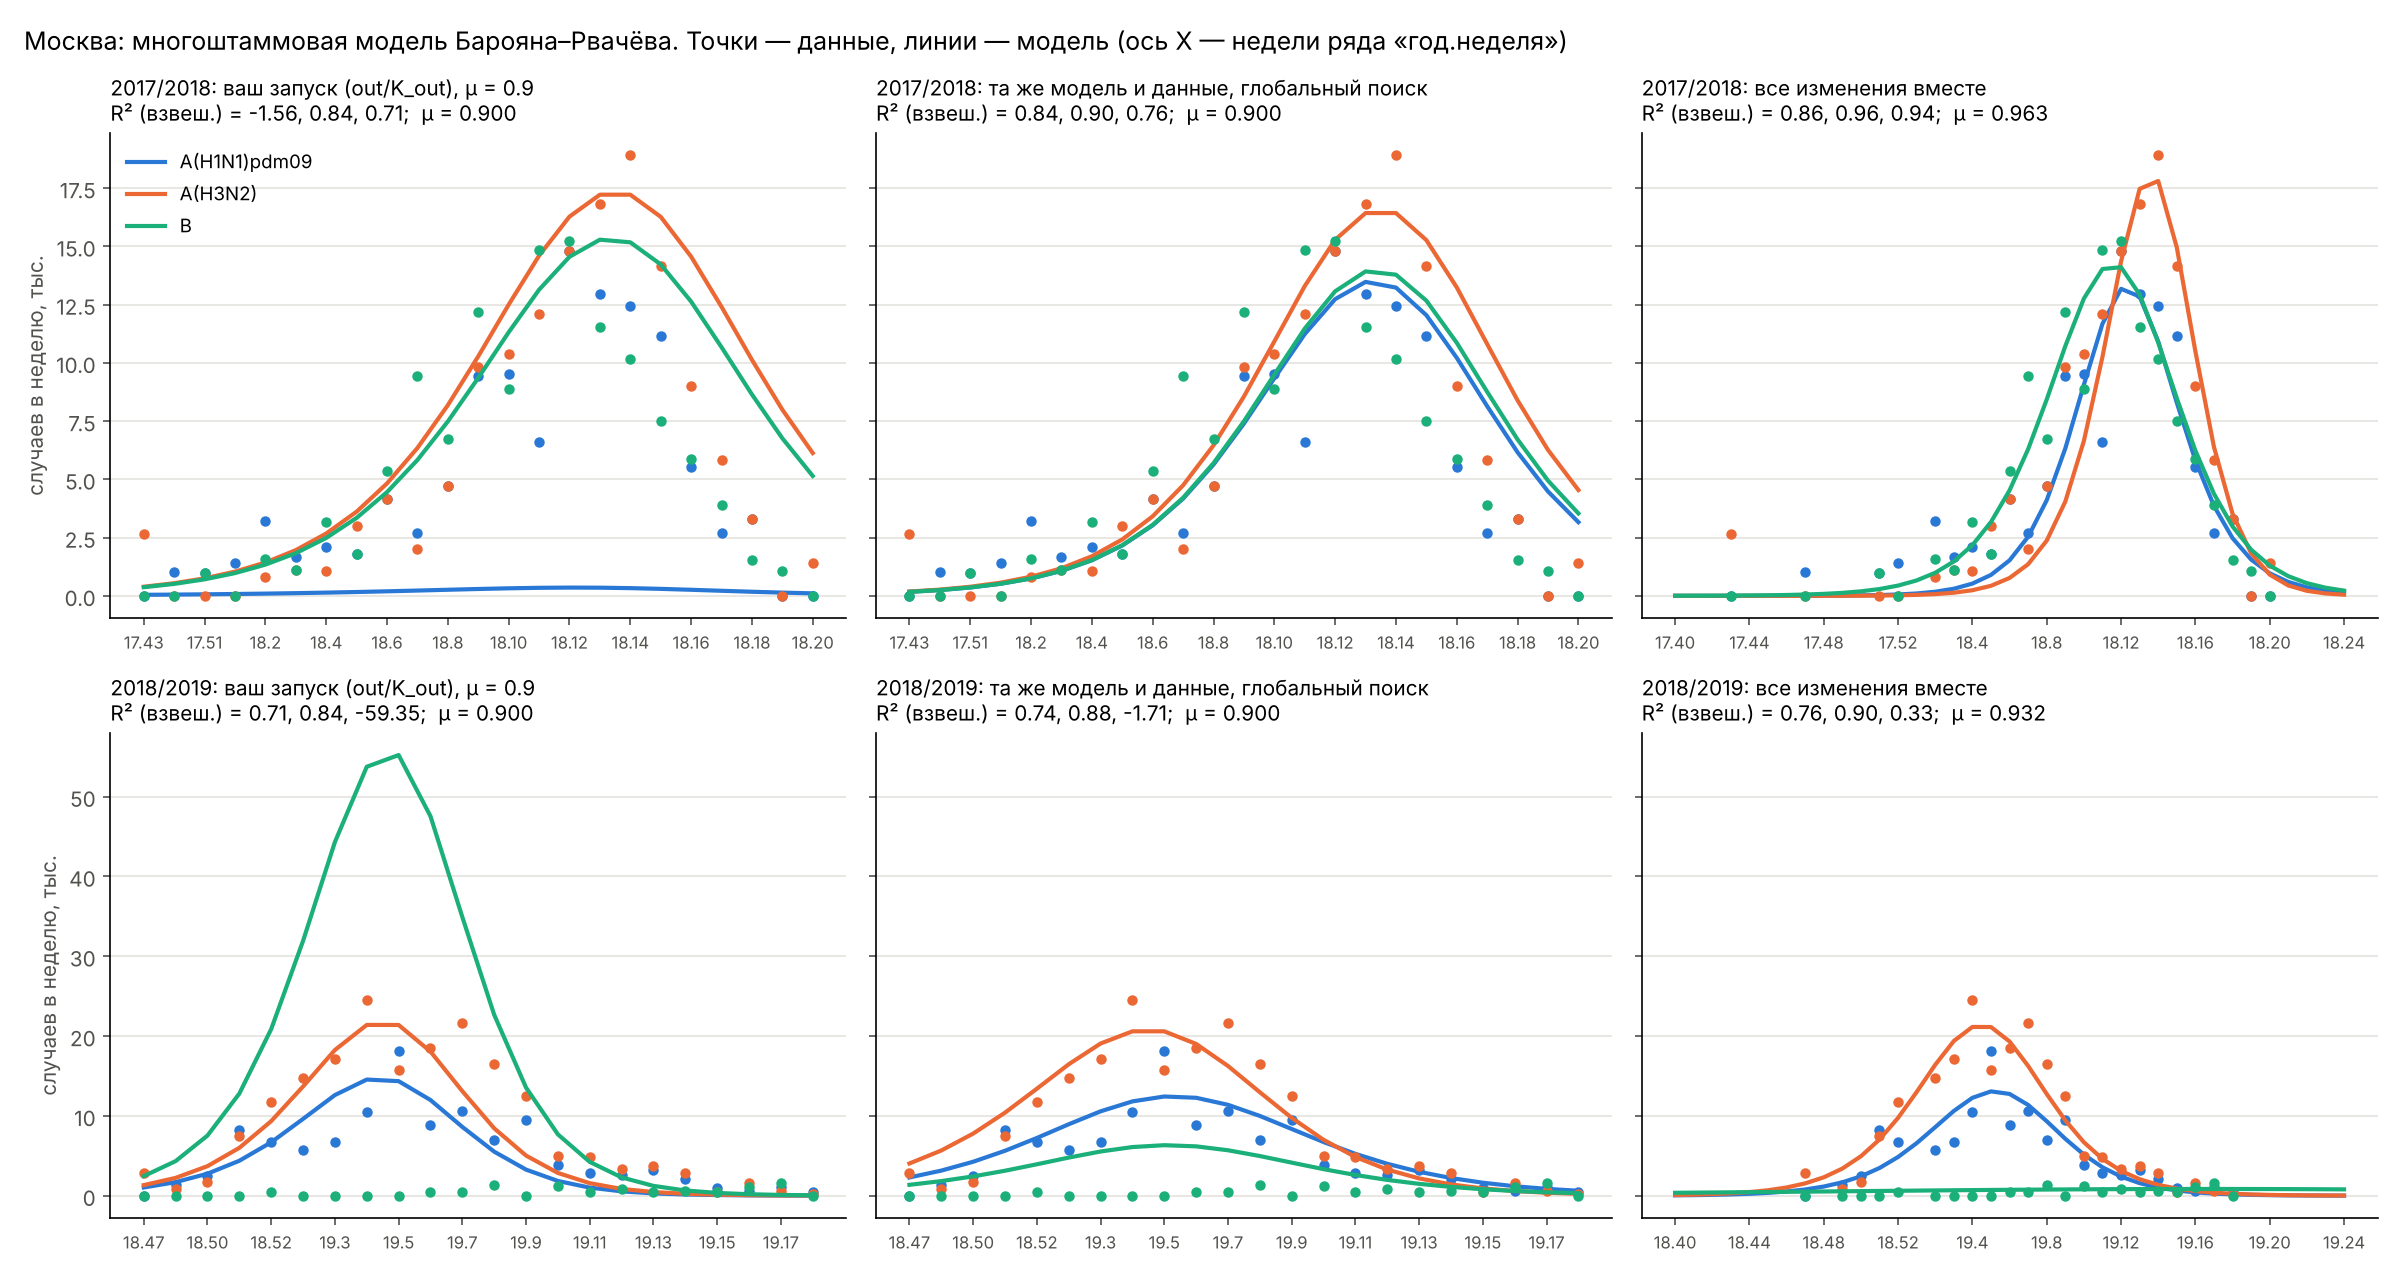 Москва: многоштаммовая модель Барояна–Рвачёва. Точки — данные, линии — модель (ось X — недели ряда «год.неделя»)
2017/2018: ваш запуск (out/K_out), μ = 0.9
R² (взвеш.) = -1.56, 0.84, 0.71;  μ = 0.900
2017/2018: та же модель и данные, глобальный поиск
R² (взвеш.) = 0.84, 0.90, 0.76;  μ = 0.900
2017/2018: все изменения вместе
R² (взвеш.) = 0.86, 0.96, 0.94;  μ = 0.963
A(H1N1)pdm09
A(H3N2)
B
случаев в неделю, тыс.
17.5
15.0
12.5
10.0
7.5
5.0
2.5
0.0
17.43 17.51 18.2 18.4 18.6 18.8 18.10 18.12 18.14 18.16 18.18 18.20
17.43 17.51 18.2 18.4 18.6 18.8 18.10 18.12 18.14 18.16 18.18 18.20
17.40 17.44 17.48 17.52 18.4 18.8 18.12 18.16 18.20 18.24
2018/2019: ваш запуск (out/K_out), μ = 0.9
R² (взвеш.) = 0.71, 0.84, -59.35;  μ = 0.900
2018/2019: та же модель и данные, глобальный поиск
R² (взвеш.) = 0.74, 0.88, -1.71;  μ = 0.900
2018/2019: все изменения вместе
R² (взвеш.) = 0.76, 0.90, 0.33;  μ = 0.932
случаев в неделю, тыс.
50
40
30
20
10
0
18.47 18.50 18.52 19.3 19.5 19.7 19.9 19.11 19.13 19.15 19.17
18.47 18.50 18.52 19.3 19.5 19.7 19.9 19.11 19.13 19.15 19.17
18.40 18.44 18.48 18.52 19.4 19.8 19.12 19.16 19.20 19.24